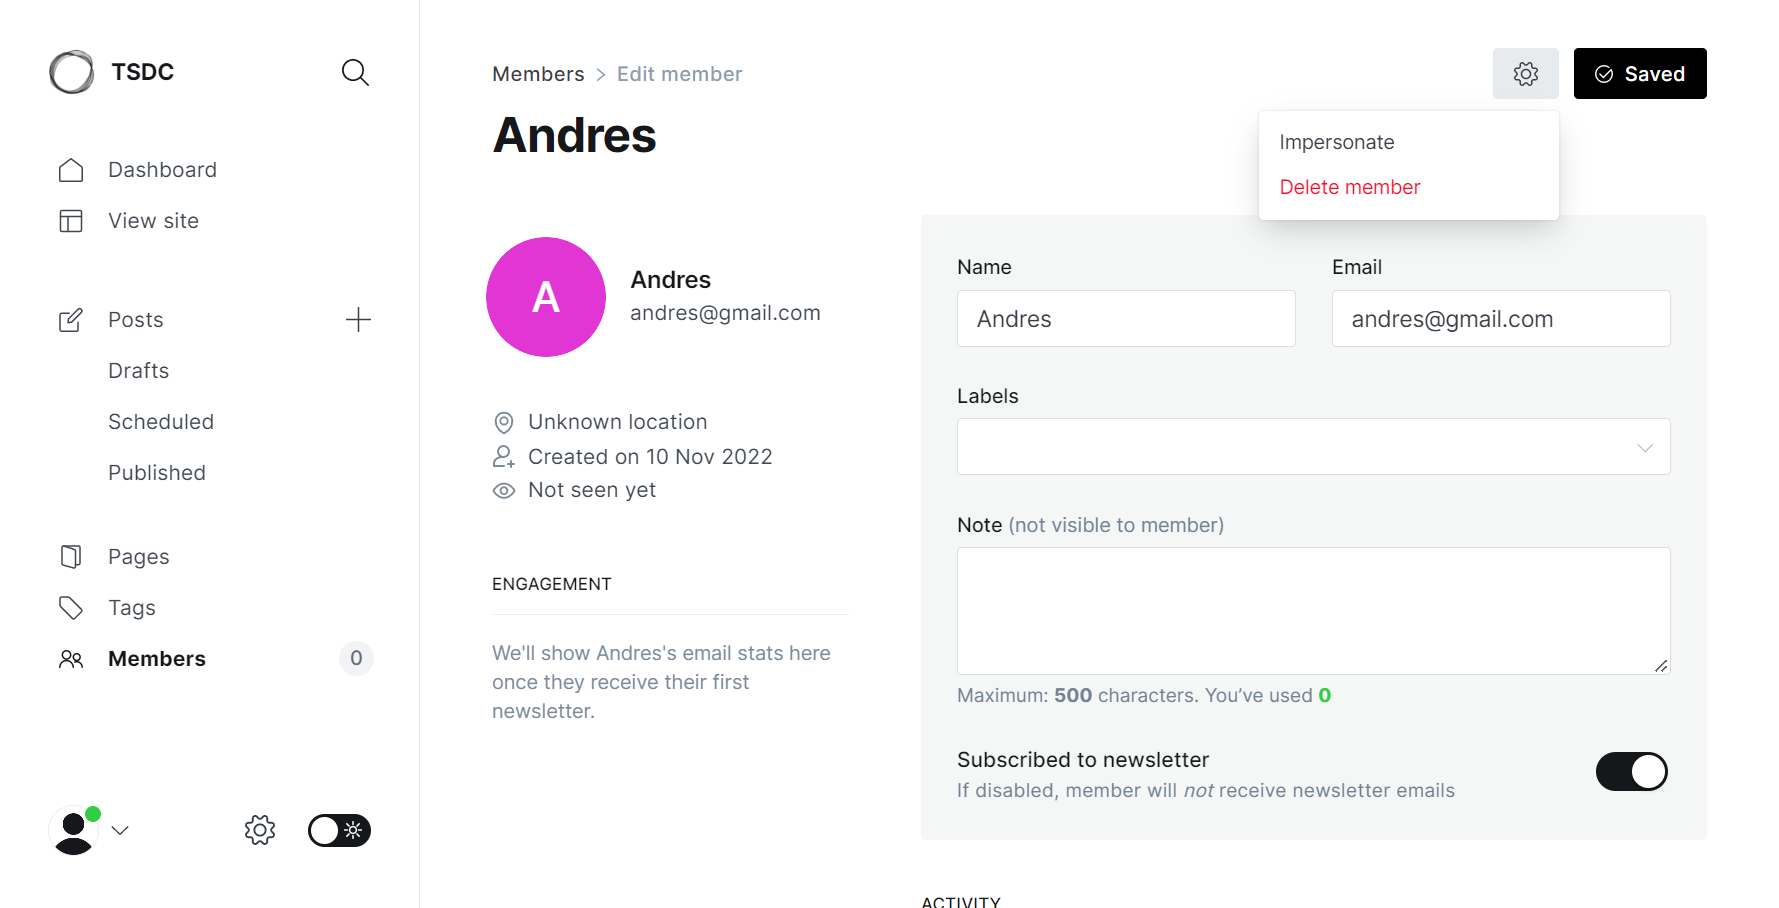 TSDC
Dashboard
View site
Posts
Drafts
Scheduled
Published
Pages
Tags
Members 0
Members > Edit member
Saved
Andres
Impersonate
Delete member
A
Andres
andres@gmail.com
Unknown location
Created on 10 Nov 2022
Not seen yet
ENGAGEMENT
We'll show Andres's email stats here
once they receive their first
newsletter.
Name Email
Andres andres@gmail.com
Labels
Note (not visible to member)
Maximum: 500 characters. You’ve used 0
Subscribed to newsletter
If disabled, member will not receive newsletter emails
ACTIVITY